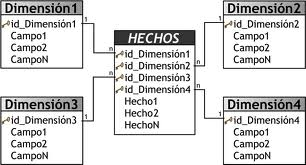 Dimensión1
id_Dimensión1
Campo1
Campo2
CampoN
1
n
HECHOS
id_Dimensión1
id_Dimensión2
id_Dimensión3
id_Dimensión4
Hecho1
Hecho2
HechoN
Dimensión2
id_Dimensión2
Campo1
Campo2
CampoN
1
n
Dimensión3
id_Dimensión3
Campo1
Campo2
CampoN
1
n
Dimensión4
id_Dimensión4
Campo1
Campo2
CampoN
1
n